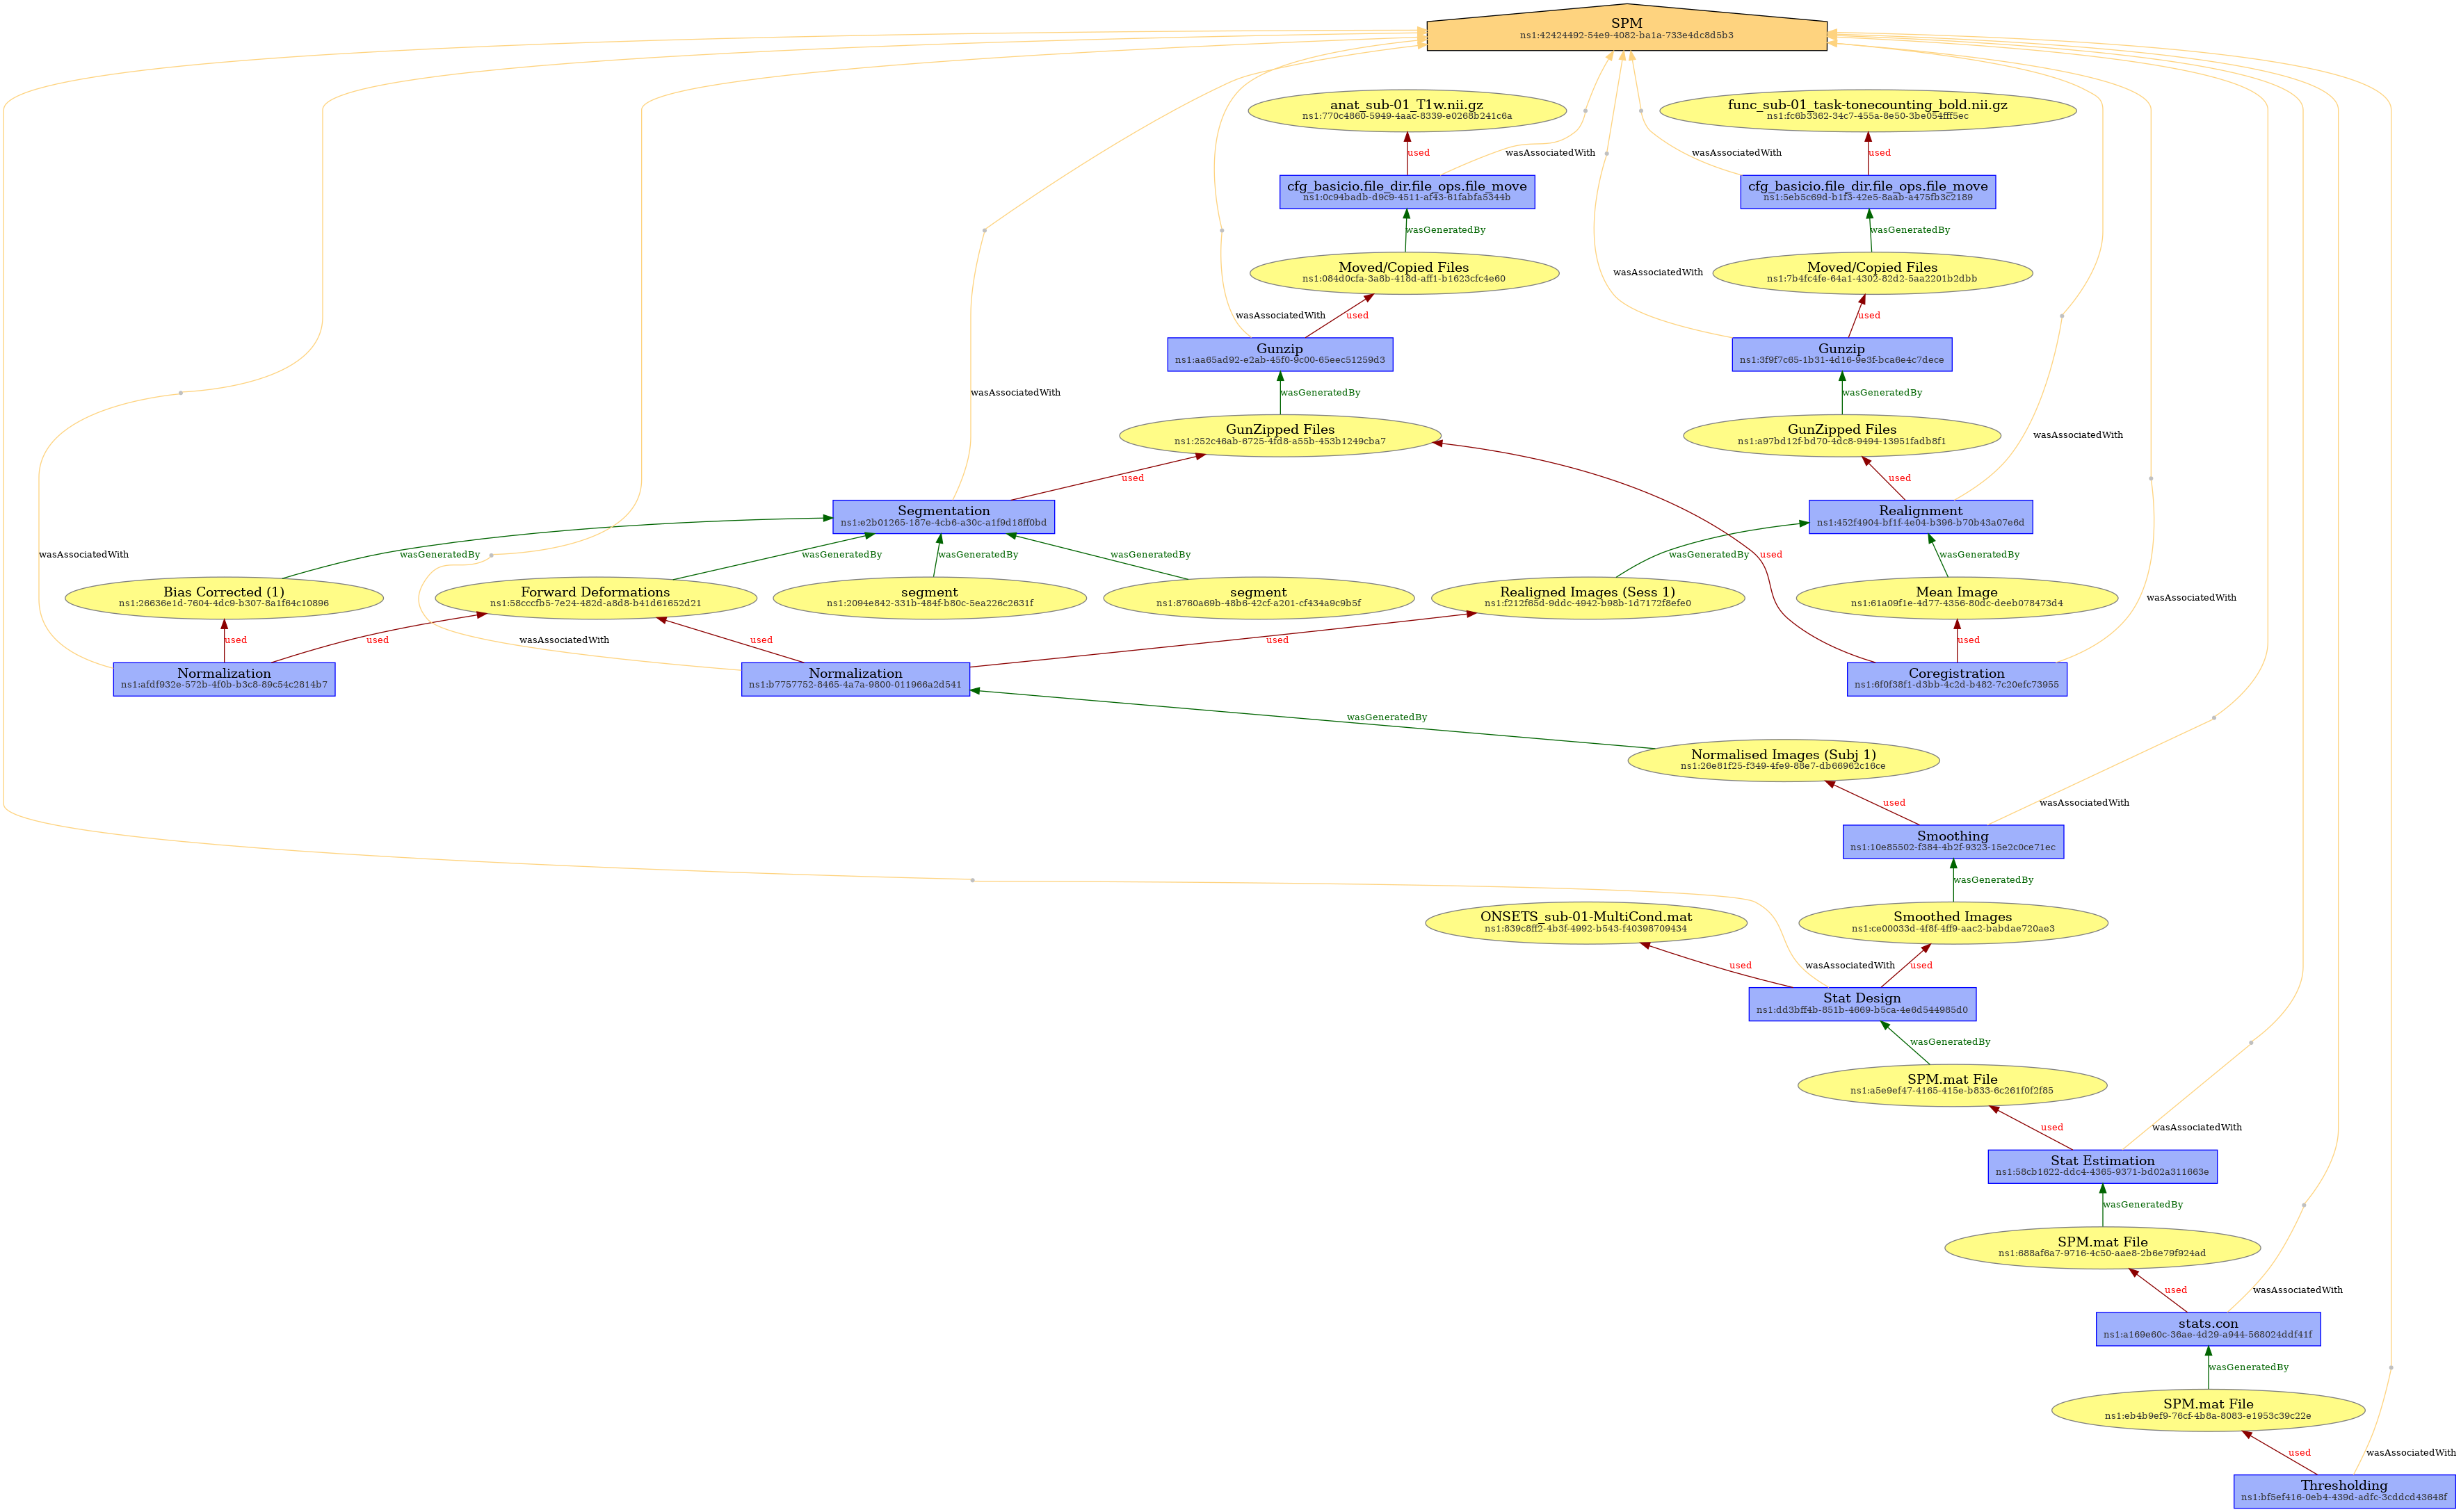 SPM
ns1:42424492-54e9-4082-ba1a-733e4dc8d5b3
anat_sub-01_T1w.nii.gz
ns1:770c4860-5949-4aac-8339-e0268b241c6a
func_sub-01_task-tonecounting_bold.nii.gz
ns1:fc6b3362-34c7-455a-8e50-3be054fff5ec
used
wasAssociatedWith
wasAssociatedWith
used
cfg_basicio.file_dir.file_ops.file_move
ns1:0c94badb-d9c9-4511-af43-61fabfa5344b
cfg_basicio.file_dir.file_ops.file_move
ns1:5eb5c69d-b1f3-42e5-8aab-a475fb3c2189
wasGeneratedBy
wasGeneratedBy
Moved/Copied Files
ns1:084d0cfa-3a8b-418d-aff1-b1623cfc4e60
wasAssociatedWith
Moved/Copied Files
ns1:7b4fc4fe-64a1-4302-82d2-5aa2201b2dbb
wasAssociatedWith
used
used
Gunzip
ns1:aa65ad92-e2ab-45f0-9c00-65eec51259d3
Gunzip
ns1:3f9f7c65-1b31-4d16-9e3f-bca6e4c7dece
wasAssociatedWith
wasGeneratedBy
wasGeneratedBy
GunZipped Files
ns1:252c46ab-6725-4fd8-a55b-453b1249cba7
GunZipped Files
ns1:a97bd12f-bd70-4dc8-9494-13951fadb8f1
wasAssociatedWith
used
used
Segmentation
ns1:e2b01265-187e-4cb6-a30c-a1f9d18ff0bd
Realignment
ns1:452f4904-bf1f-4e04-b396-b70b43a07e6d
wasAssociatedWith
wasGeneratedBy
wasGeneratedBy
wasGeneratedBy
wasGeneratedBy
wasGeneratedBy
used
wasGeneratedBy
Bias Corrected (1)
ns1:26636e1d-7604-4dc9-b307-8a1f64c10896
Forward Deformations
ns1:58cccfb5-7e24-482d-a8d8-b41d61652d21
segment
ns1:2094e842-331b-484f-b80c-5ea226c2631f
segment
ns1:8760a69b-48b6-42cf-a201-cf434a9c9b5f
Realigned Images (Sess 1)
ns1:f212f65d-9ddc-4942-b98b-1d7172f8efe0
Mean Image
ns1:61a09f1e-4d77-4356-80dc-deeb078473d4
wasAssociatedWith
used
used
wasAssociatedWith
used
used
used
Normalization
ns1:afdf932e-572b-4f0b-b3c8-89c54c2814b7
Normalization
ns1:b7757752-8465-4a7a-9800-011966a2d541
Coregistration
ns1:6f0f38f1-d3bb-4c2d-b482-7c20efc73955
wasGeneratedBy
Normalised Images (Subj 1)
ns1:26e81f25-f349-4fe9-88e7-db66962c16ce
used
wasAssociatedWith
Smoothing
ns1:10e85502-f384-4b2f-9323-15e2c0ce71ec
wasGeneratedBy
ONSETS_sub-01-MultiCond.mat
ns1:839c8ff2-4b3f-4992-b543-f40398709434
Smoothed Images
ns1:ce00033d-4f8f-4ff9-aac2-babdae720ae3
used
wasAssociatedWith
used
Stat Design
ns1:dd3bff4b-851b-4669-b5ca-4e6d544985d0
wasGeneratedBy
SPM.mat File
ns1:a5e9ef47-4165-415e-b833-6c261f0f2f85
used
wasAssociatedWith
Stat Estimation
ns1:58cb1622-ddc4-4365-9371-bd02a311663e
wasGeneratedBy
SPM.mat File
ns1:688af6a7-9716-4c50-aae8-2b6e79f924ad
used
wasAssociatedWith
stats.con
ns1:a169e60c-36ae-4d29-a944-568024ddf41f
wasGeneratedBy
SPM.mat File
ns1:eb4b9ef9-76cf-4b8a-8083-e1953c39c22e
used
wasAssociatedWith
Thresholding
ns1:bf5ef416-0eb4-439d-adfc-3cddcd43648f